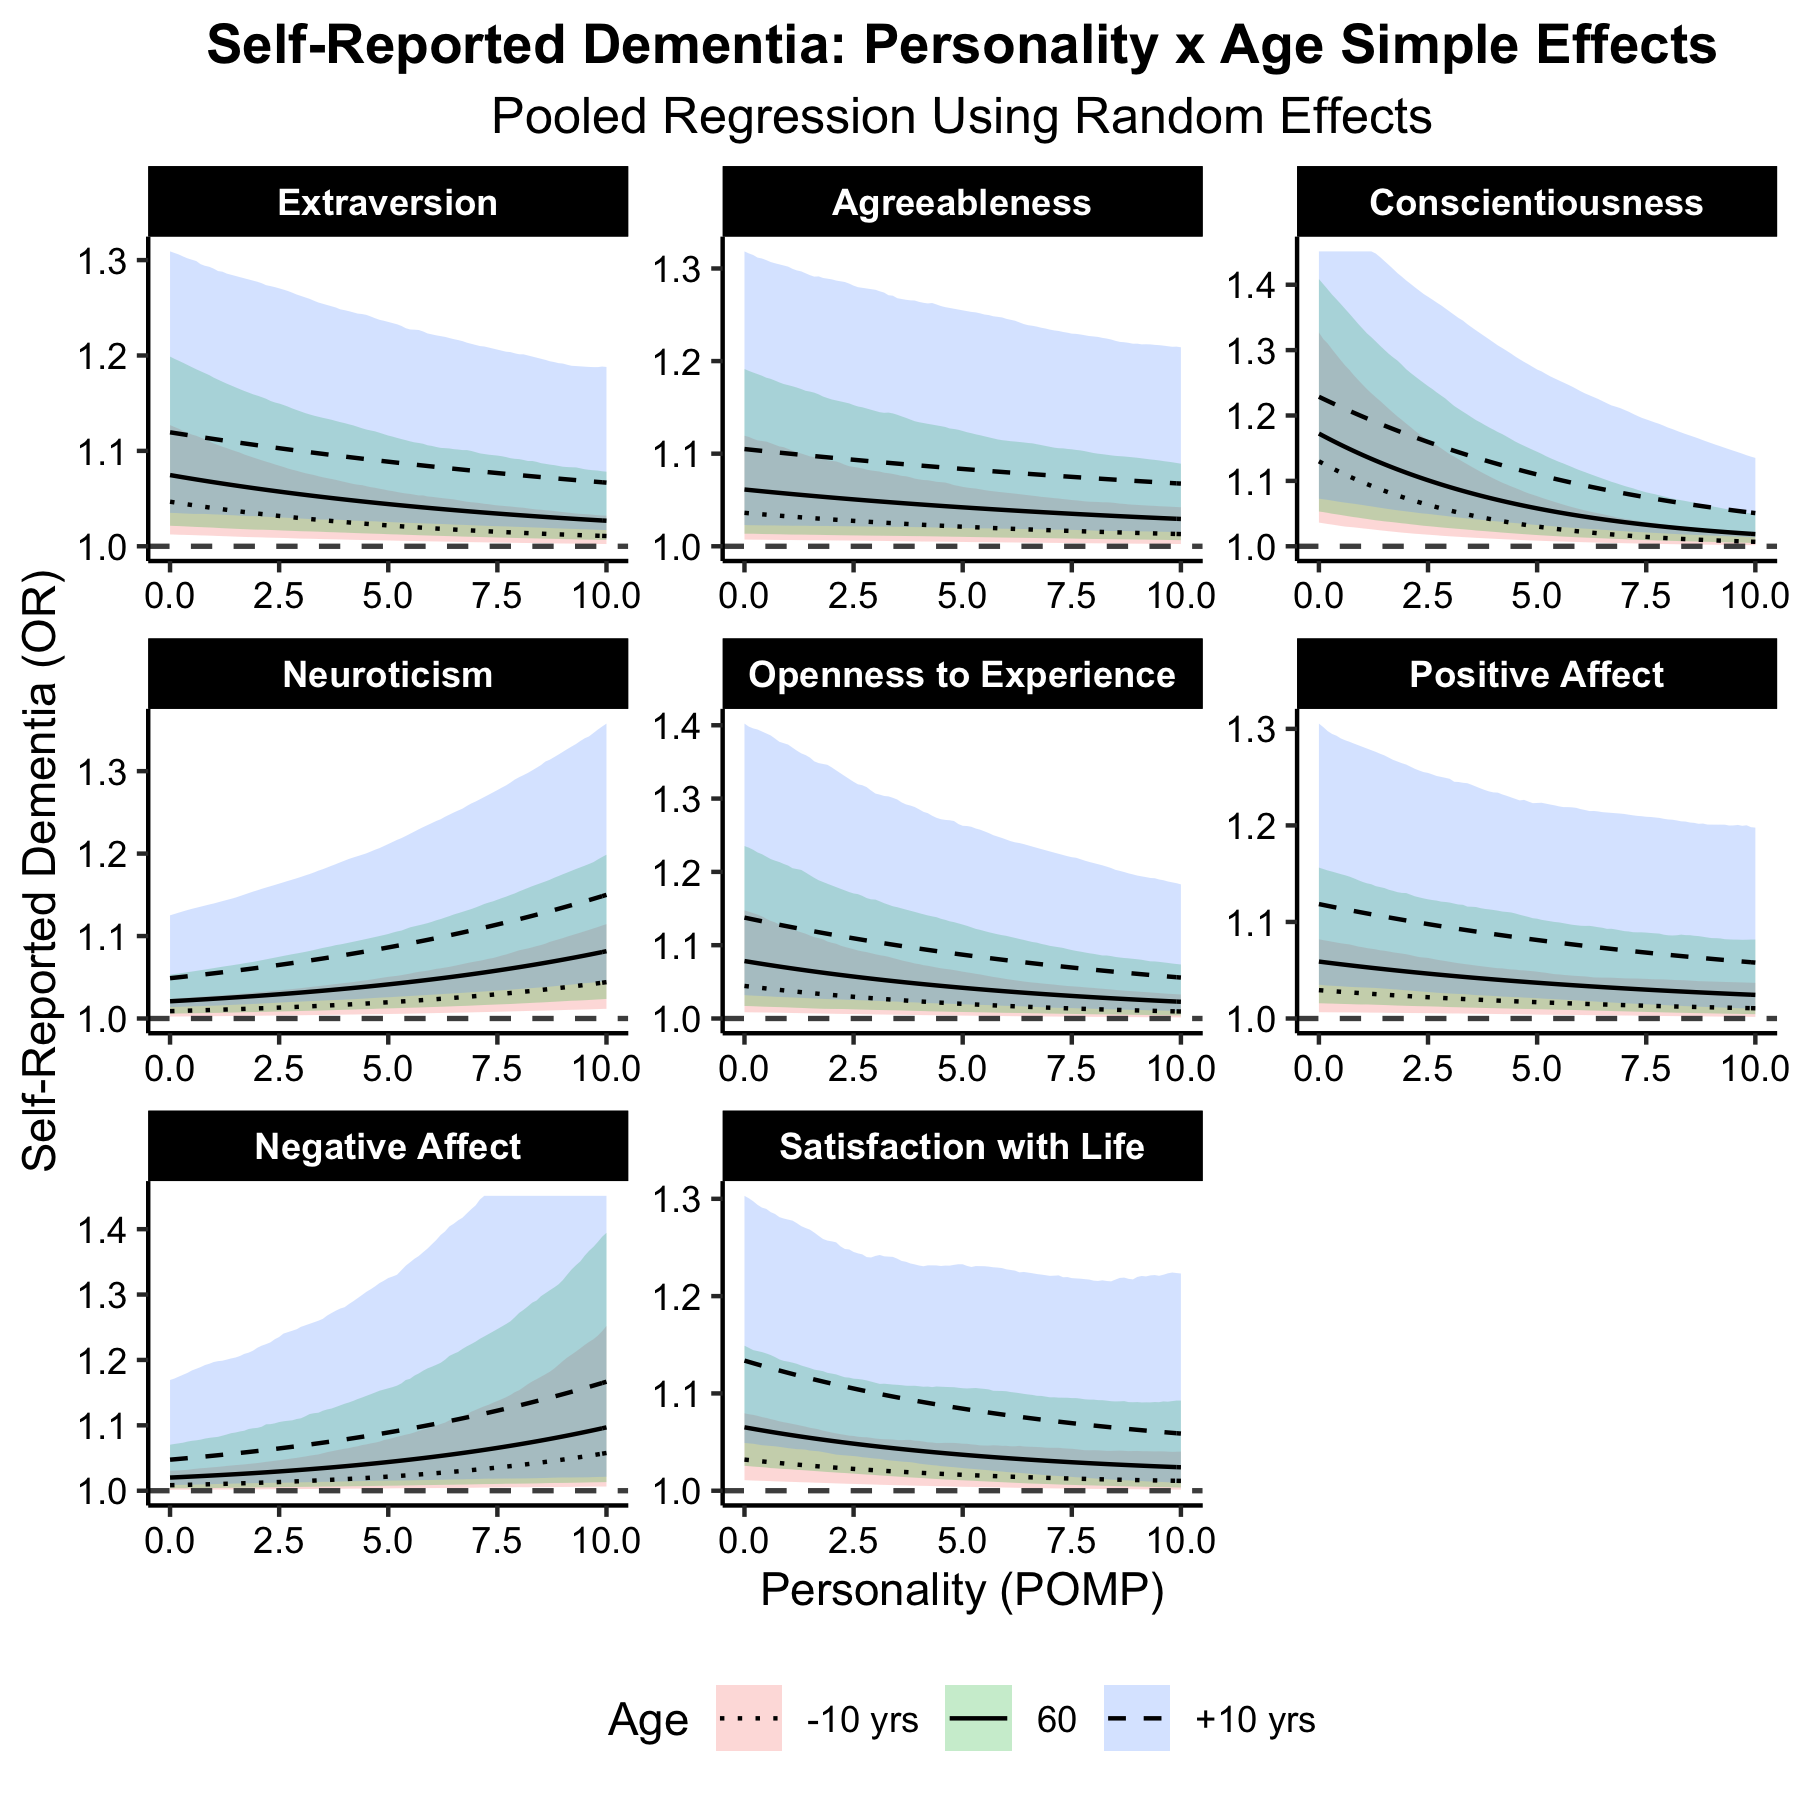 Self-Reported Dementia: Personality x Age Simple Effects
Pooled Regression Using Random Effects
Extraversion
1.3
1.2
1.1
1.0
0.0 2.5 5.0 7.5 10.0
Agreeableness
1.3
1.2
1.1
1.0
0.0 2.5 5.0 7.5 10.0
Conscientiousness
1.4
1.3
1.2
1.1
1.0
0.0 2.5 5.0 7.5 10.0
Self-Reported Dementia (OR)
Neuroticism
1.3
1.2
1.1
1.0
0.0 2.5 5.0 7.5 10.0
Openness to Experience
1.4
1.3
1.2
1.1
1.0
0.0 2.5 5.0 7.5 10.0
Positive Affect
1.3
1.2
1.1
1.0
0.0 2.5 5.0 7.5 10.0
Negative Affect
1.4
1.3
1.2
1.1
1.0
0.0 2.5 5.0 7.5 10.0
Satisfaction with Life
1.3
1.2
1.1
1.0
0.0 2.5 5.0 7.5 10.0
Personality (POMP)
Age -10 yrs 60 +10 yrs